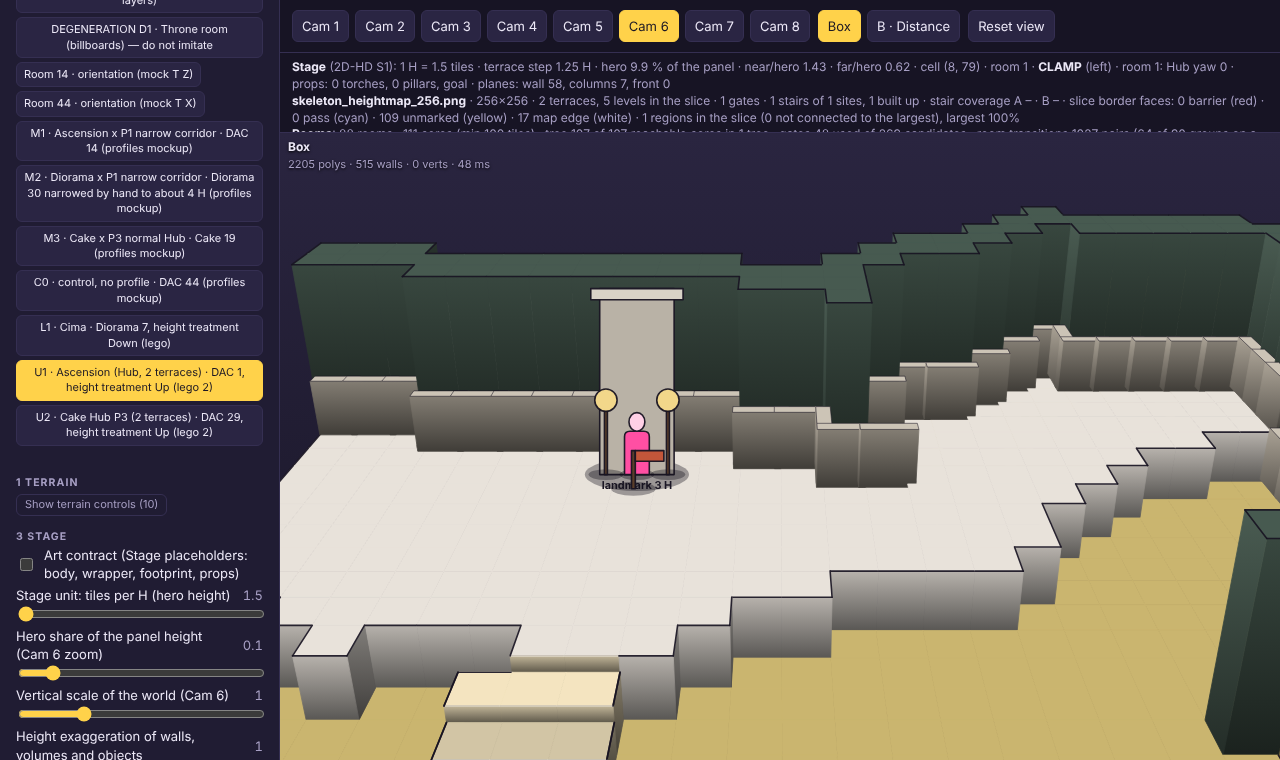 layers)
DEGENERATION D1 · Throne room
(billboards) — do not imitate
Room 14 · orientation (mock T Z)
Room 44 · orientation (mock T X)
M1 · Ascension x P1 narrow corridor · DAC
14 (profiles mockup)
M2 · Diorama x P1 narrow corridor · Diorama
30 narrowed by hand to about 4 H (profiles
mockup)
M3 · Cake x P3 normal Hub · Cake 19
(profiles mockup)
C0 · control, no profile · DAC 44 (profiles
mockup)
L1 · Cima · Diorama 7, height treatment
Down (lego)
U1 · Ascension (Hub, 2 terraces) · DAC 1,
height treatment Up (lego 2)
U2 · Cake Hub P3 (2 terraces) · DAC 29,
height treatment Up (lego 2)
1 TERRAIN
Show terrain controls (10)
3 STAGE
Art contract (Stage placeholders:
body, wrapper, footprint, props)
Stage unit: tiles per H (hero height) 1.5
Hero share of the panel height
(Cam 6 zoom) 0.1
Vertical scale of the world (Cam 6) 1
Height exaggeration of walls,
volumes and objects 1
Cam 1 Cam 2 Cam 3 Cam 4 Cam 5 Cam 6 Cam 7 Cam 8 Box B · Distance Reset view
Stage (2D-HD S1): 1 H = 1.5 tiles · terrace step 1.25 H · hero 9.9 % of the panel · near/hero 1.43 · far/hero 0.62 · cell (8, 79) · room 1 · CLAMP (left) · room 1: Hub yaw 0 ·
props: 0 torches, 0 pillars, goal · planes: wall 58, columns 7, front 0
skeleton_heightmap_256.png · 256×256 · 2 terraces, 5 levels in the slice · 1 gates · 1 stairs of 1 sites, 1 built up · stair coverage A – · B – · slice border faces: 0 barrier (red) ·
0 pass (cyan) · 109 unmarked (yellow) · 17 map edge (white) · 1 regions in the slice (0 not connected to the largest), largest 100%
Box
2205 polys · 515 walls · 0 verts · 48 ms
landmark 3 H